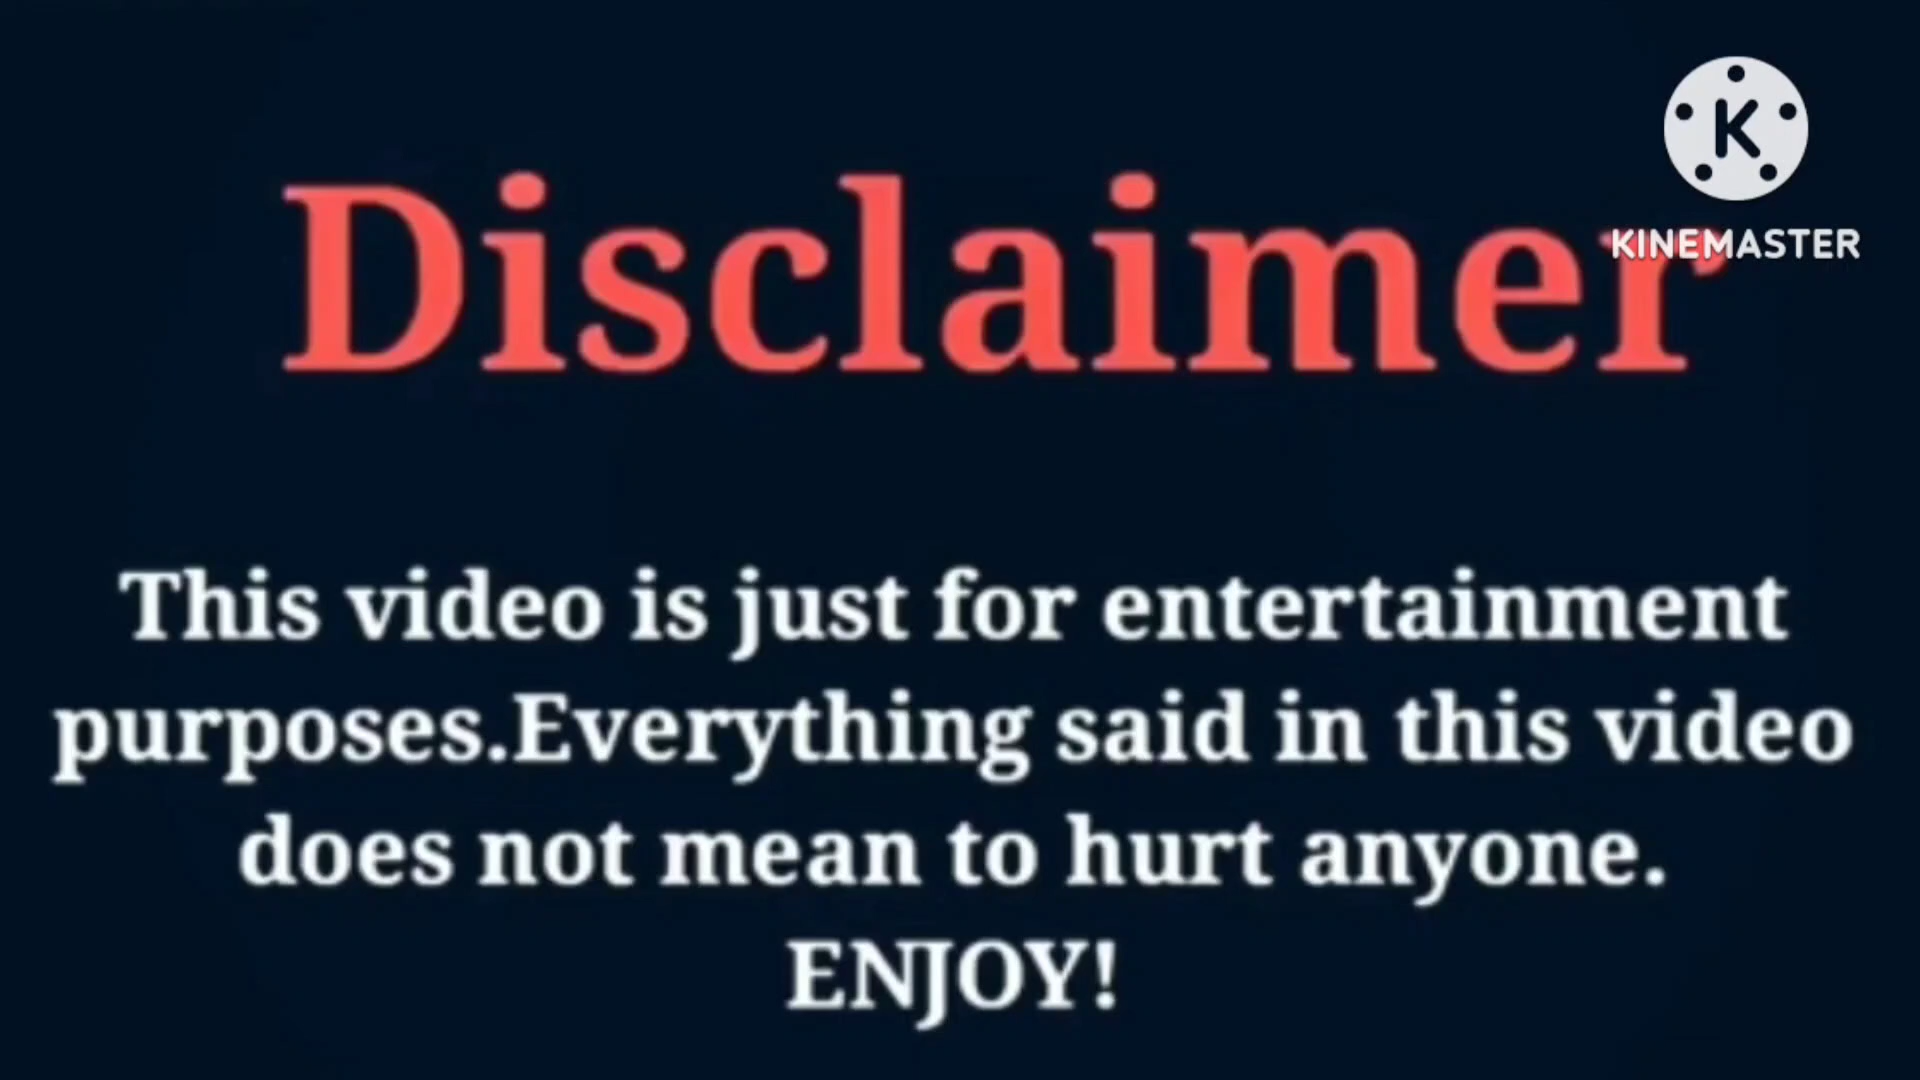 K
KINEMASTER
Disclaimer
This video is just for entertainment
purposes.Everything said in this video
does not mean to hurt anyone.
ENJOY!